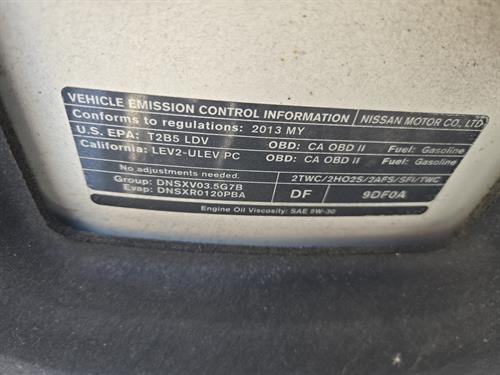 VEHICLE EMISSION CONTROL INFORMATION NISSAN MOTOR CO., LTD
Conforms to regulations: 2013 MY
U.S. EPA: T2B5 LDV OBD: CA OBD II Fuel: Gasoline
California: LEV2-ULEV PC OBD: CA OBD II Fuel: Gasoline
No adjustments needed. 2TWC/2HO2S/2AFS/SFI/TWC
Group: DNSXV03.5G7B DF 9DF0A
Evap: DNSXR0120PBA
Engine Oil Viscosity: SAE 5W-30